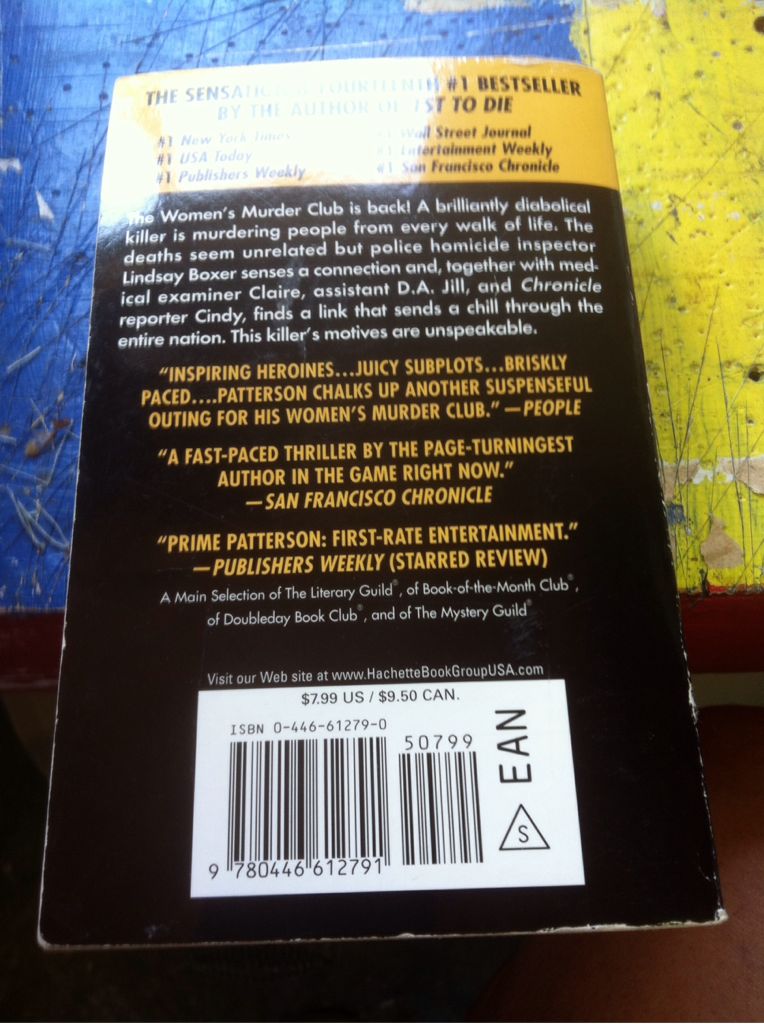 THE SENSATIONAL FOURTEENTH #1 BESTSELLER
BY THE AUTHOR OF 1ST TO DIE
#1 New York Times
#1 Wall Street Journal
#1 USA Today
#1 Entertainment Weekly
#1 Publishers Weekly
#1 San Francisco Chronicle
The Women's Murder Club is back! A brilliantly diabolical
killer is murdering people from every walk of life. The
deaths seem unrelated but police homicide inspector
Lindsay Boxer senses a connection and, together with med-
ical examiner Claire, assistant D.A. Jill, and Chronicle
reporter Cindy, finds a link that sends a chill through the
entire nation. This killer's motives are unspeakable.
"INSPIRING HEROINES...JUICY SUBPLOTS...BRISKLY
PACED....PATTERSON CHALKS UP ANOTHER SUSPENSEFUL
OUTING FOR HIS WOMEN'S MURDER CLUB." —PEOPLE
"A FAST-PACED THRILLER BY THE PAGE-TURNINGEST
AUTHOR IN THE GAME RIGHT NOW."
—SAN FRANCISCO CHRONICLE
"PRIME PATTERSON: FIRST-RATE ENTERTAINMENT."
—PUBLISHERS WEEKLY (STARRED REVIEW)
A Main Selection of The Literary Guild®, of Book-of-the-Month Club®,
of Doubleday Book Club®, and of The Mystery Guild®
Visit our Web site at www.HachetteBookGroupUSA.com
$7.99 US / $9.50 CAN.
ISBN 0-446-61279-0
50799
EAN
S
9 780446 612791